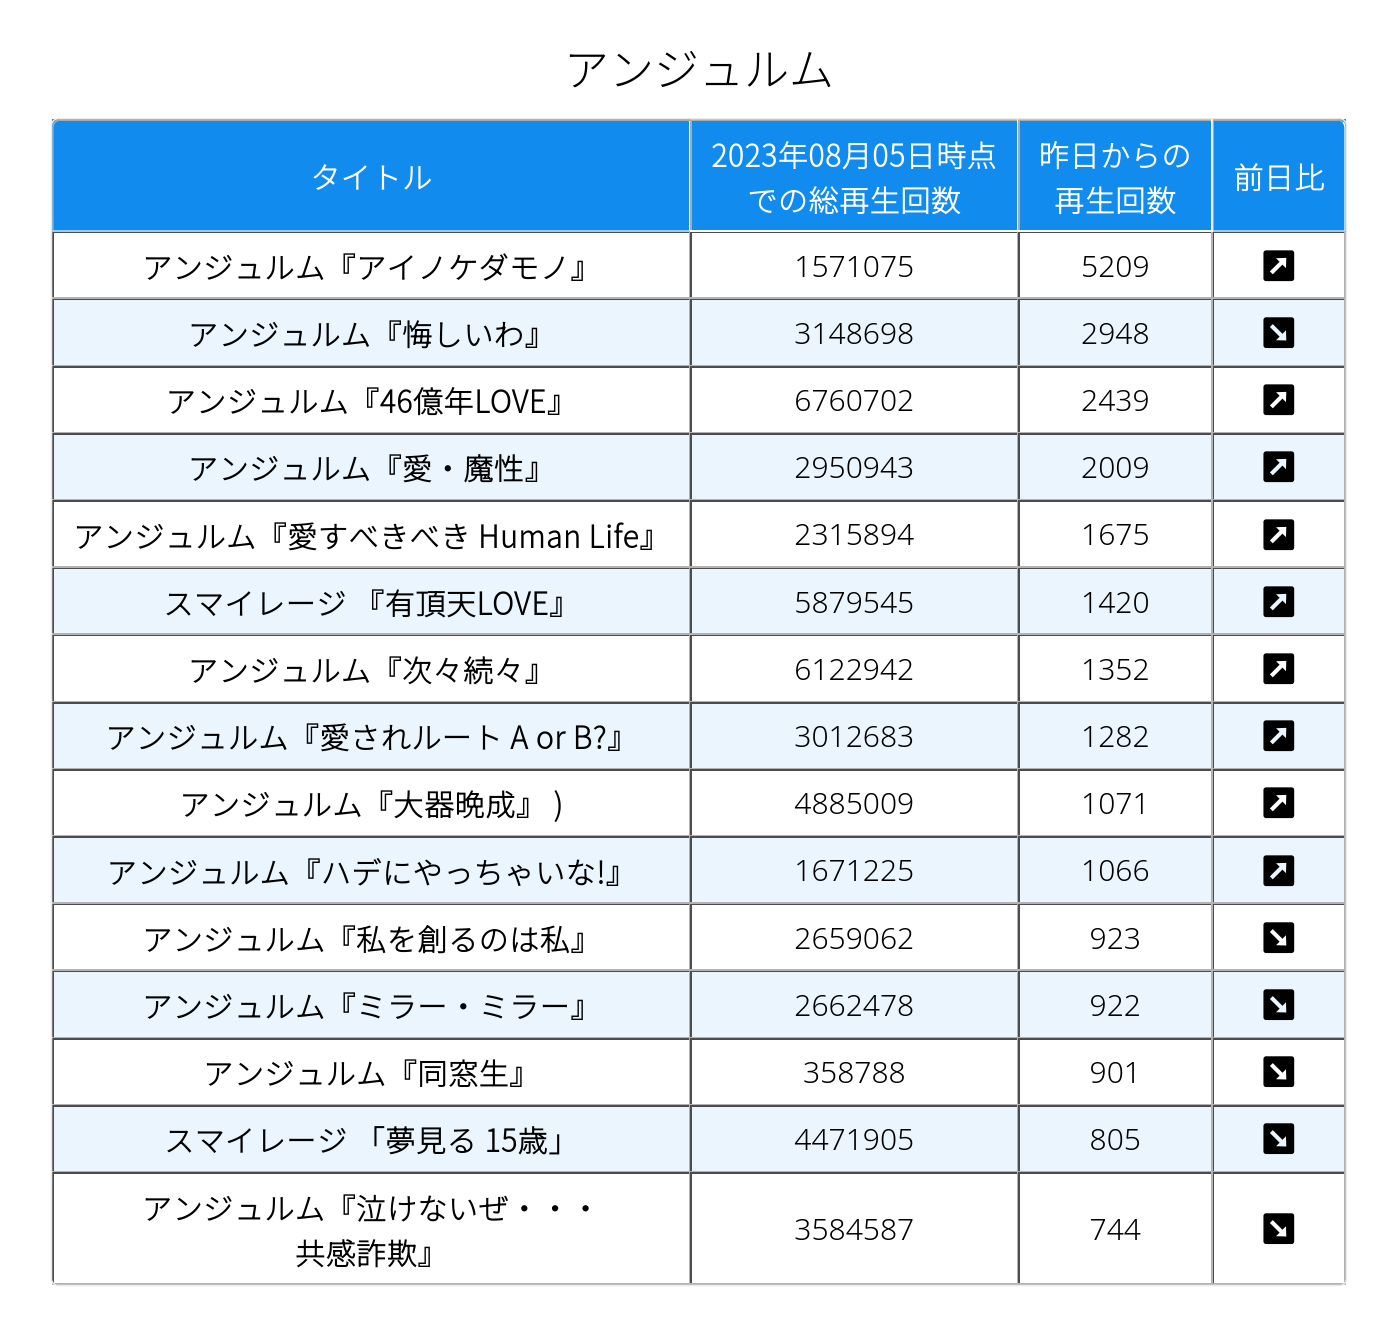 アンジュルム
タイトル
2023年08月05日時点
での総再生回数
昨日からの
再生回数
前日比
アンジュルム『アイノケダモノ』 1571075 5209
アンジュルム『悔しいわ』 3148698 2948
アンジュルム『46億年LOVE』 6760702 2439
アンジュルム『愛・魔性』 2950943 2009
アンジュルム『愛すべきべき Human Life』 2315894 1675
スマイレージ 『有頂天LOVE』 5879545 1420
アンジュルム『次々続々』 6122942 1352
アンジュルム『愛されルート A or B?』 3012683 1282
アンジュルム『大器晩成』 ) 4885009 1071
アンジュルム『ハデにやっちゃいな!』 1671225 1066
アンジュルム『私を創るのは私』 2659062 923
アンジュルム『ミラー・ミラー』 2662478 922
アンジュルム『同窓生』 358788 901
スマイレージ 「夢見る 15歳」 4471905 805
アンジュルム『泣けないぜ・・・
共感詐欺』 3584587 744